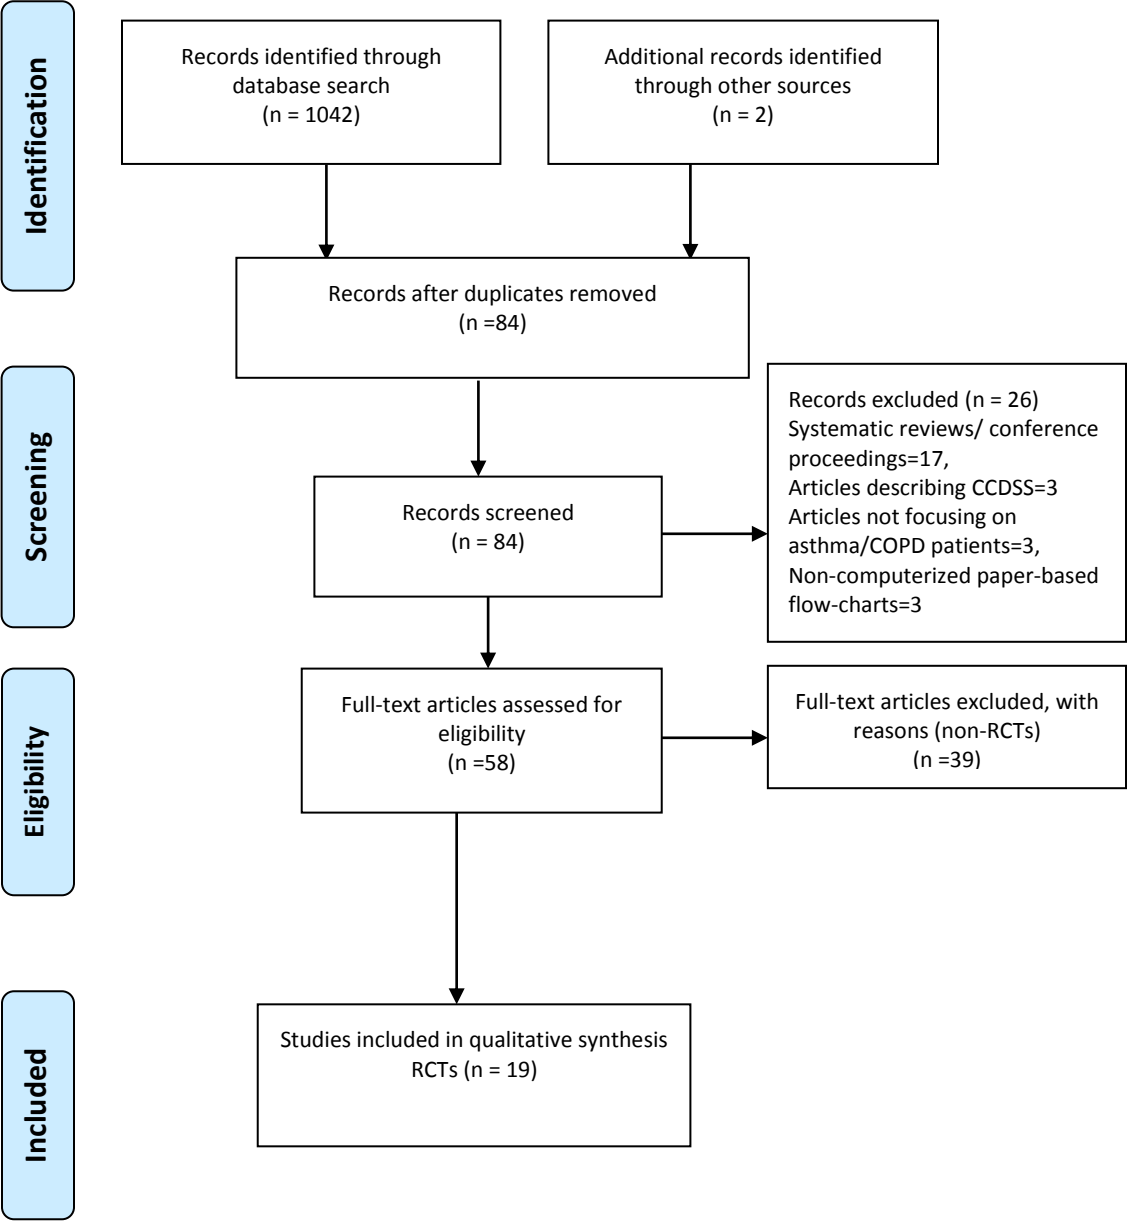 Identification
Records identified through
database search
(n = 1042)
Additional records identified
through other sources
(n = 2)
Records after duplicates removed
(n =84)
Screening
Records screened
(n = 84)
Records excluded (n = 26)
Systematic reviews/ conference
proceedings=17,
Articles describing CCDSS=3
Articles not focusing on
asthma/COPD patients=3,
Non-computerized paper-based
flow-charts=3
Eligibility
Full-text articles assessed for
eligibility
(n =58)
Full-text articles excluded, with
reasons (non-RCTs)
(n =39)
Included
Studies included in qualitative synthesis
RCTs (n = 19)